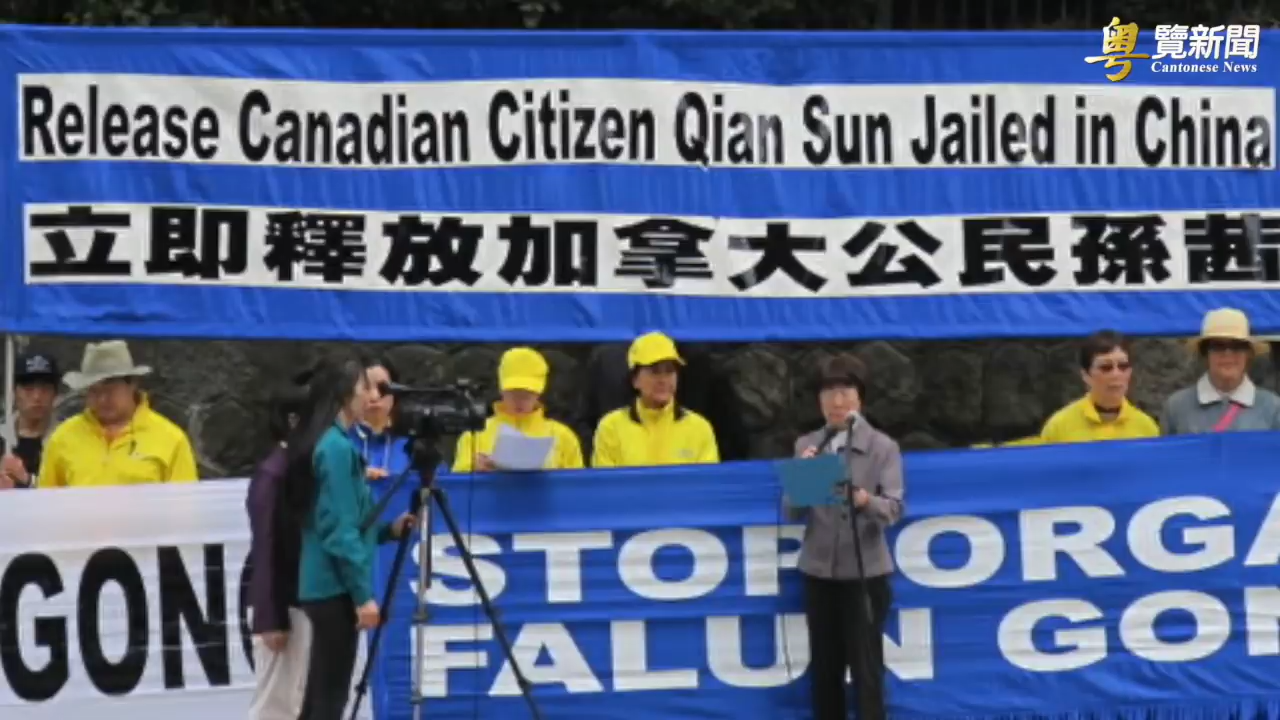 粵覽新聞
Cantonese News
Release Canadian Citizen Qian Sun Jailed in China
立即釋放加拿大公民孫茜
GONG
STOP ORGA
FALUN GON